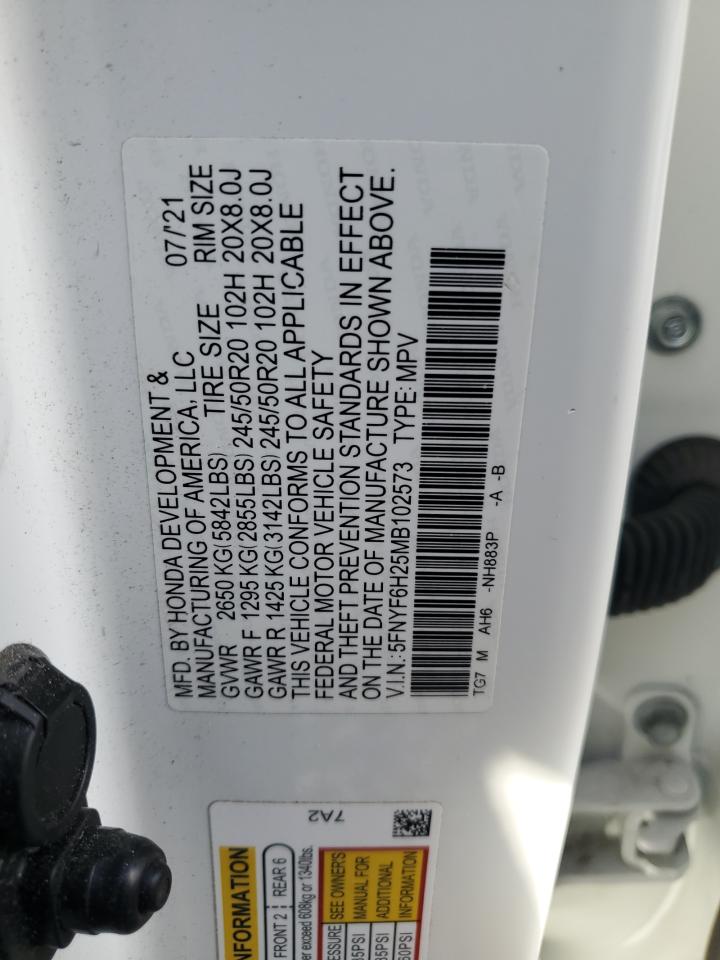 MFD. BY HONDA DEVELOPMENT &
MANUFACTURING OF AMERICA, LLC 07/'21
GVWR 2650 KG(5842LBS) TIRE SIZE RIM SIZE
GAWR F 1295 KG(2855LBS) 245/50R20 102H 20X8.0J
GAWR R 1425 KG(3142LBS) 245/50R20 102H 20X8.0J
THIS VEHICLE CONFORMS TO ALL APPLICABLE
FEDERAL MOTOR VEHICLE SAFETY
AND THEFT PREVENTION STANDARDS IN EFFECT
ON THE DATE OF MANUFACTURE SHOWN ABOVE.
V.I.N.: 5FNYF6H25MB102573 TYPE: MPV
TG7 M AH6 -NH883P -A -B
7A2
FRONT 2 REAR 6
exceed 608kg or 1340lbs.
SEE OWNER'S
MANUAL FOR
ADDITIONAL
INFORMATION